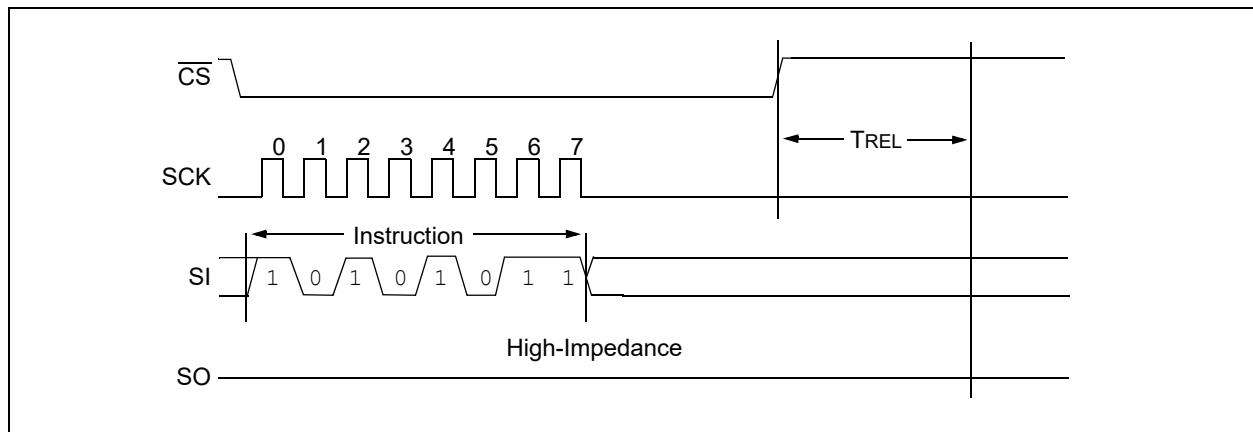 CS
TREL
0 1 2 3 4 5 6 7
SCK
Instruction
SI 1 0 1 0 1 0 1 1
High-Impedance
SO